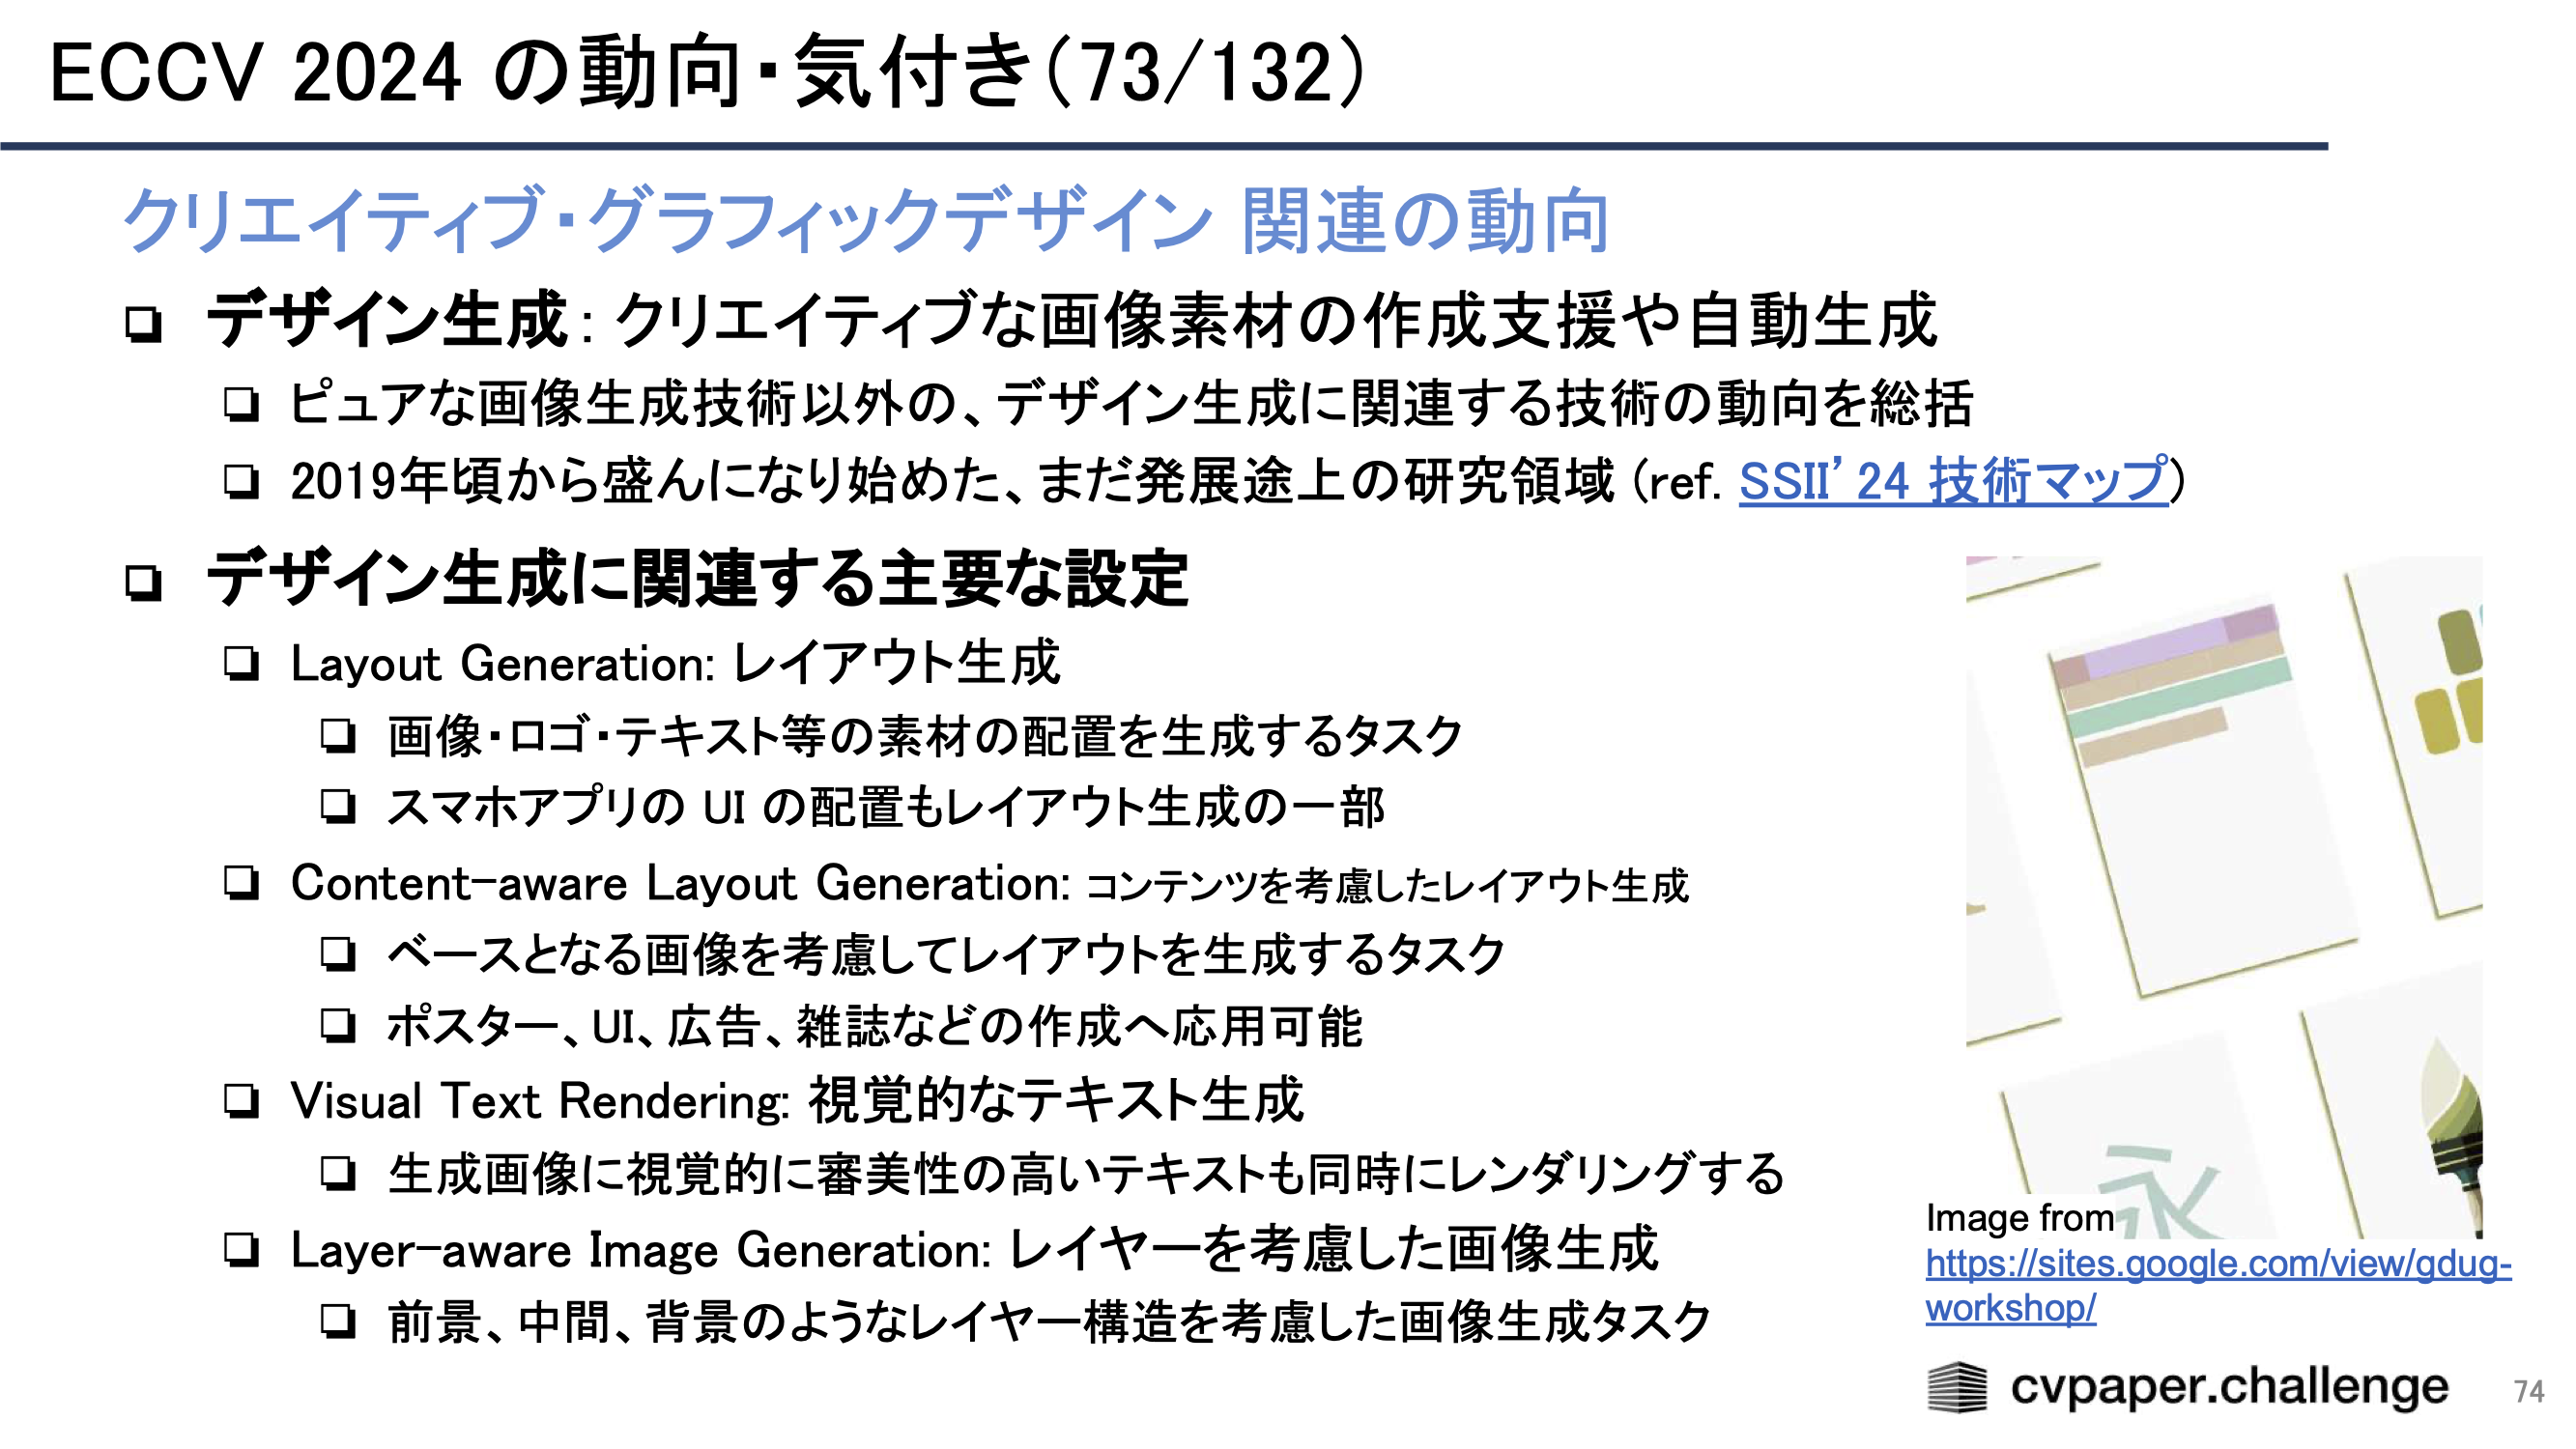 ECCV 2024 の動向・気付き(73/132)
クリエイティブ・グラフィックデザイン 関連の動向
❏ デザイン生成: クリエイティブな画像素材の作成支援や自動生成
❏ ピュアな画像生成技術以外の、デザイン生成に関連する技術の動向を総括
❏ 2019年頃から盛んになり始めた、まだ発展途上の研究領域 (ref. SSII’24 技術マップ)
❏ デザイン生成に関連する主要な設定
❏ Layout Generation: レイアウト生成
❏ 画像・ロゴ・テキスト等の素材の配置を生成するタスク
❏ スマホアプリの UI の配置もレイアウト生成の一部
❏ Content-aware Layout Generation: コンテンツを考慮したレイアウト生成
❏ ベースとなる画像を考慮してレイアウトを生成するタスク
❏ ポスター、UI、広告、雑誌などの作成へ応用可能
❏ Visual Text Rendering: 視覚的なテキスト生成
❏ 生成画像に視覚的に審美性の高いテキストも同時にレンダリングする
❏ Layer-aware Image Generation: レイヤーを考慮した画像生成
❏ 前景、中間、背景のようなレイヤー構造を考慮した画像生成タスク
永
Image from
https://sites.google.com/view/gdug-
workshop/
cvpaper.challenge
74